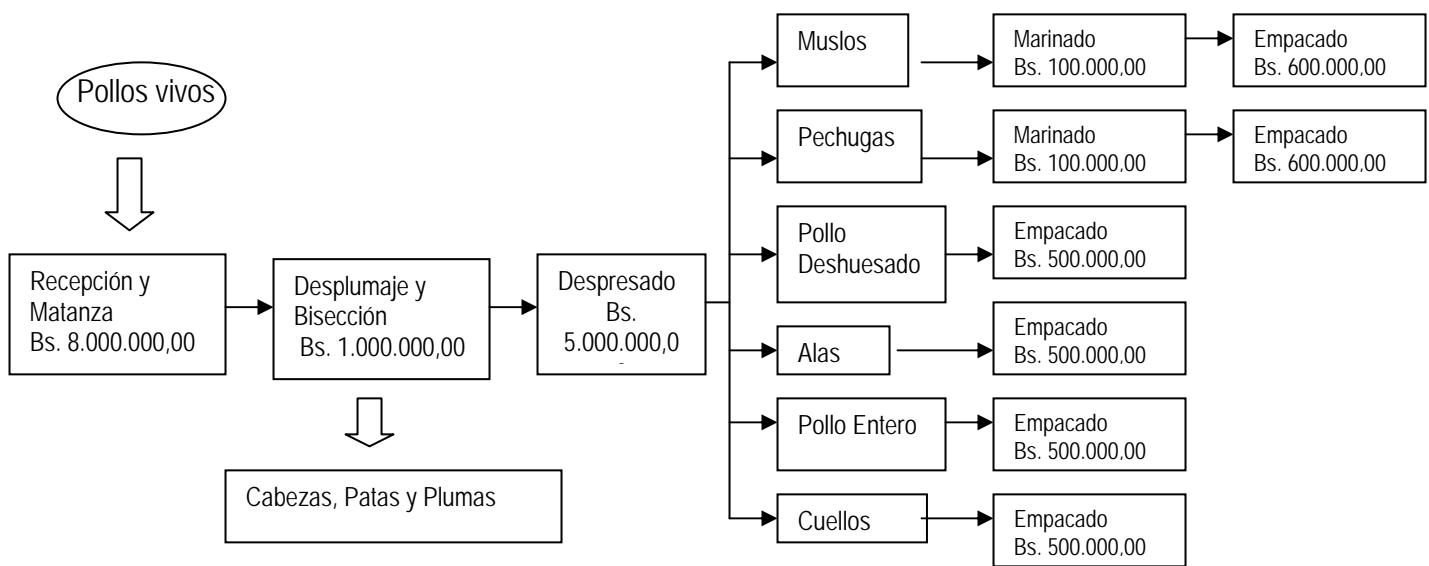 Pollos vivos
Recepción y
Matanza
Bs. 8.000.000,00
Desplumaje y
Bisección
Bs. 1.000.000,00
Cabezas, Patas y Plumas
Despresado
Bs.
5.000.000,0
Muslos
Marinado
Bs. 100.000,00
Empacado
Bs. 600.000,00
Pechugas
Marinado
Bs. 100.000,00
Empacado
Bs. 600.000,00
Pollo
Deshuesado
Empacado
Bs. 500.000,00
Alas
Empacado
Bs. 500.000,00
Pollo Entero
Empacado
Bs. 500.000,00
Cuellos
Empacado
Bs. 500.000,00